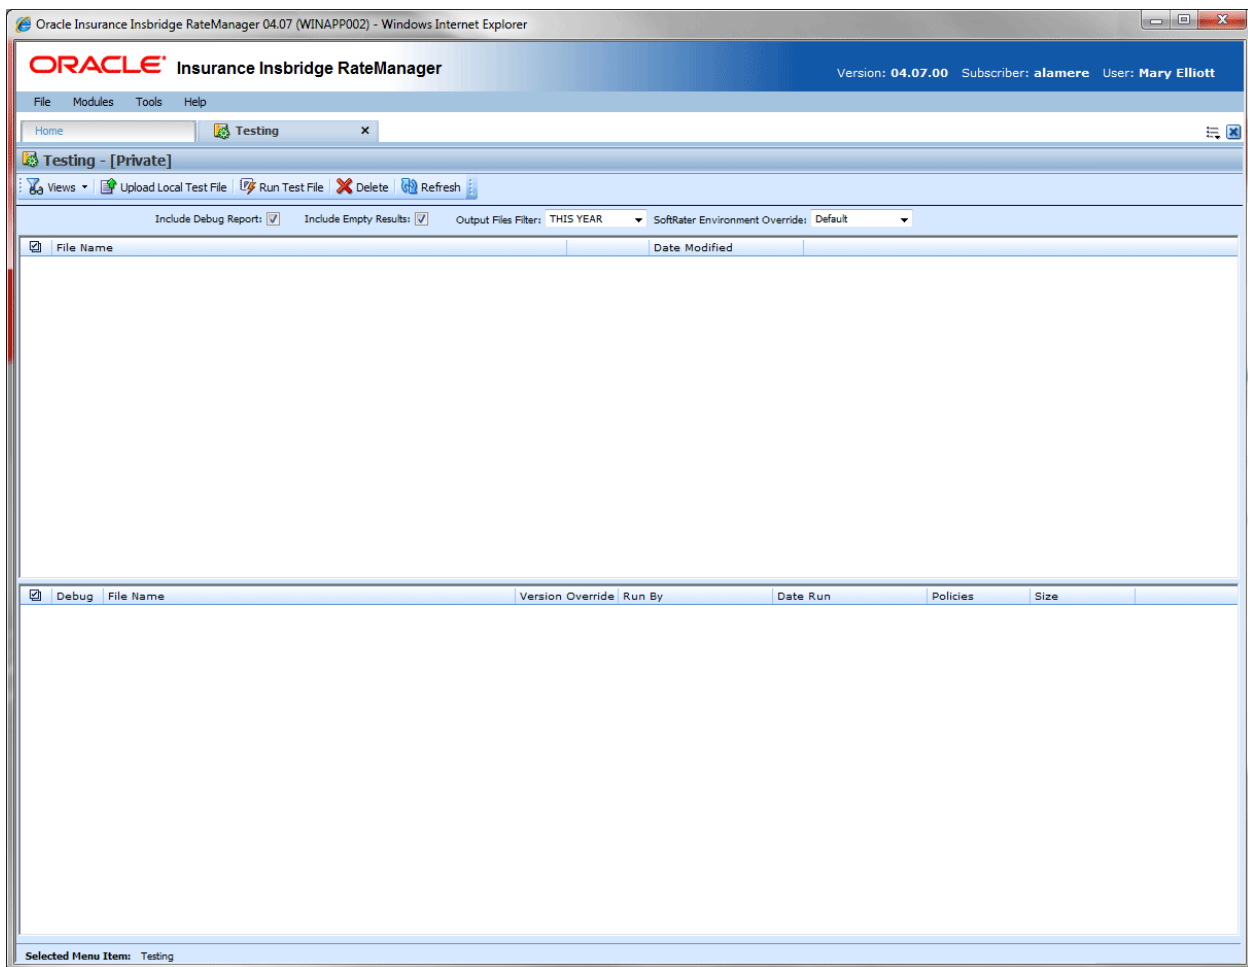 Oracle Insurance Insbridge RateManager 04.07 (WINAPP002) - Windows Internet Explorer
ORACLE® Insurance Insbridge RateManager Version: 04.07.00 Subscriber: alamere User: Mary Elliott
File Modules Tools Help
Home Testing x
Testing - [Private]
Views Upload Local Test File Run Test File Delete Refresh
Include Debug Report: Include Empty Results: Output Files Filter: THIS YEAR SoftRater Environment Override: Default
File Name Date Modified
Debug File Name Version Override Run By Date Run Policies Size
Selected Menu Item: Testing